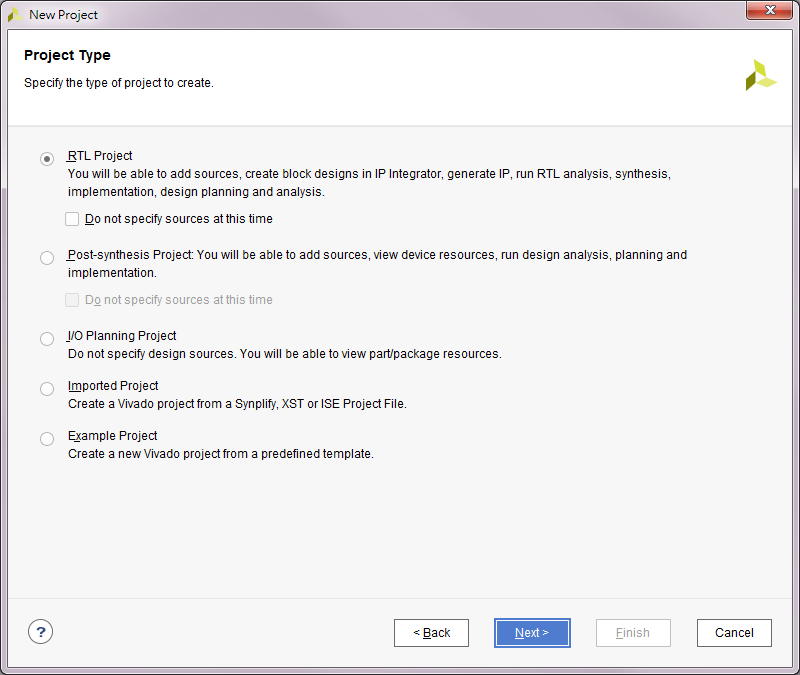 New Project
Project Type
Specify the type of project to create.
RTL Project
You will be able to add sources, create block designs in IP Integrator, generate IP, run RTL analysis, synthesis,
implementation, design planning and analysis.
Do not specify sources at this time
Post-synthesis Project: You will be able to add sources, view device resources, run design analysis, planning and
implementation.
Do not specify sources at this time
I/O Planning Project
Do not specify design sources. You will be able to view part/package resources.
Imported Project
Create a Vivado project from a Synplify, XST or ISE Project File.
Example Project
Create a new Vivado project from a predefined template.
? < Back Next > Finish Cancel